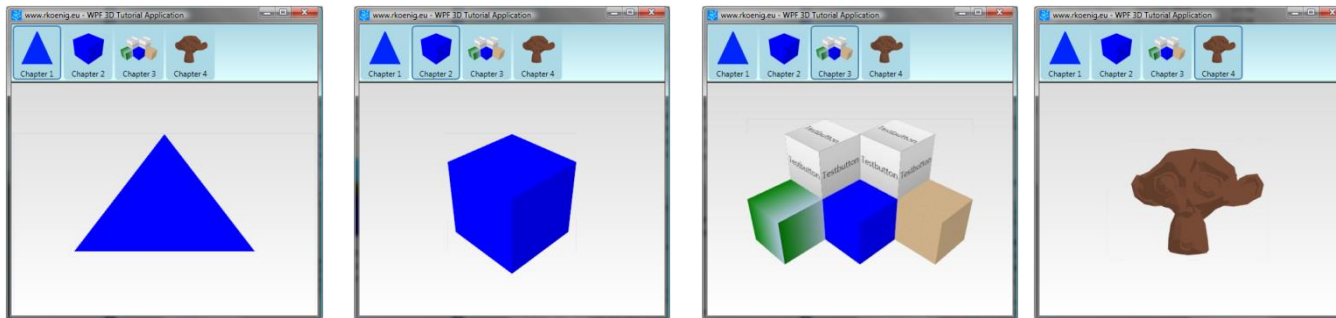 www.rkoenig.eu - WPF 3D Tutorial Application
Chapter 1 Chapter 2 Chapter 3 Chapter 4
www.rkoenig.eu - WPF 3D Tutorial Application
Chapter 1 Chapter 2 Chapter 3 Chapter 4
www.rkoenig.eu - WPF 3D Tutorial Application
Chapter 1 Chapter 2 Chapter 3 Chapter 4
Testbutton Testbutton
Testbutton Testbutton Testbutton Testbutton
www.rkoenig.eu - WPF 3D Tutorial Application
Chapter 1 Chapter 2 Chapter 3 Chapter 4